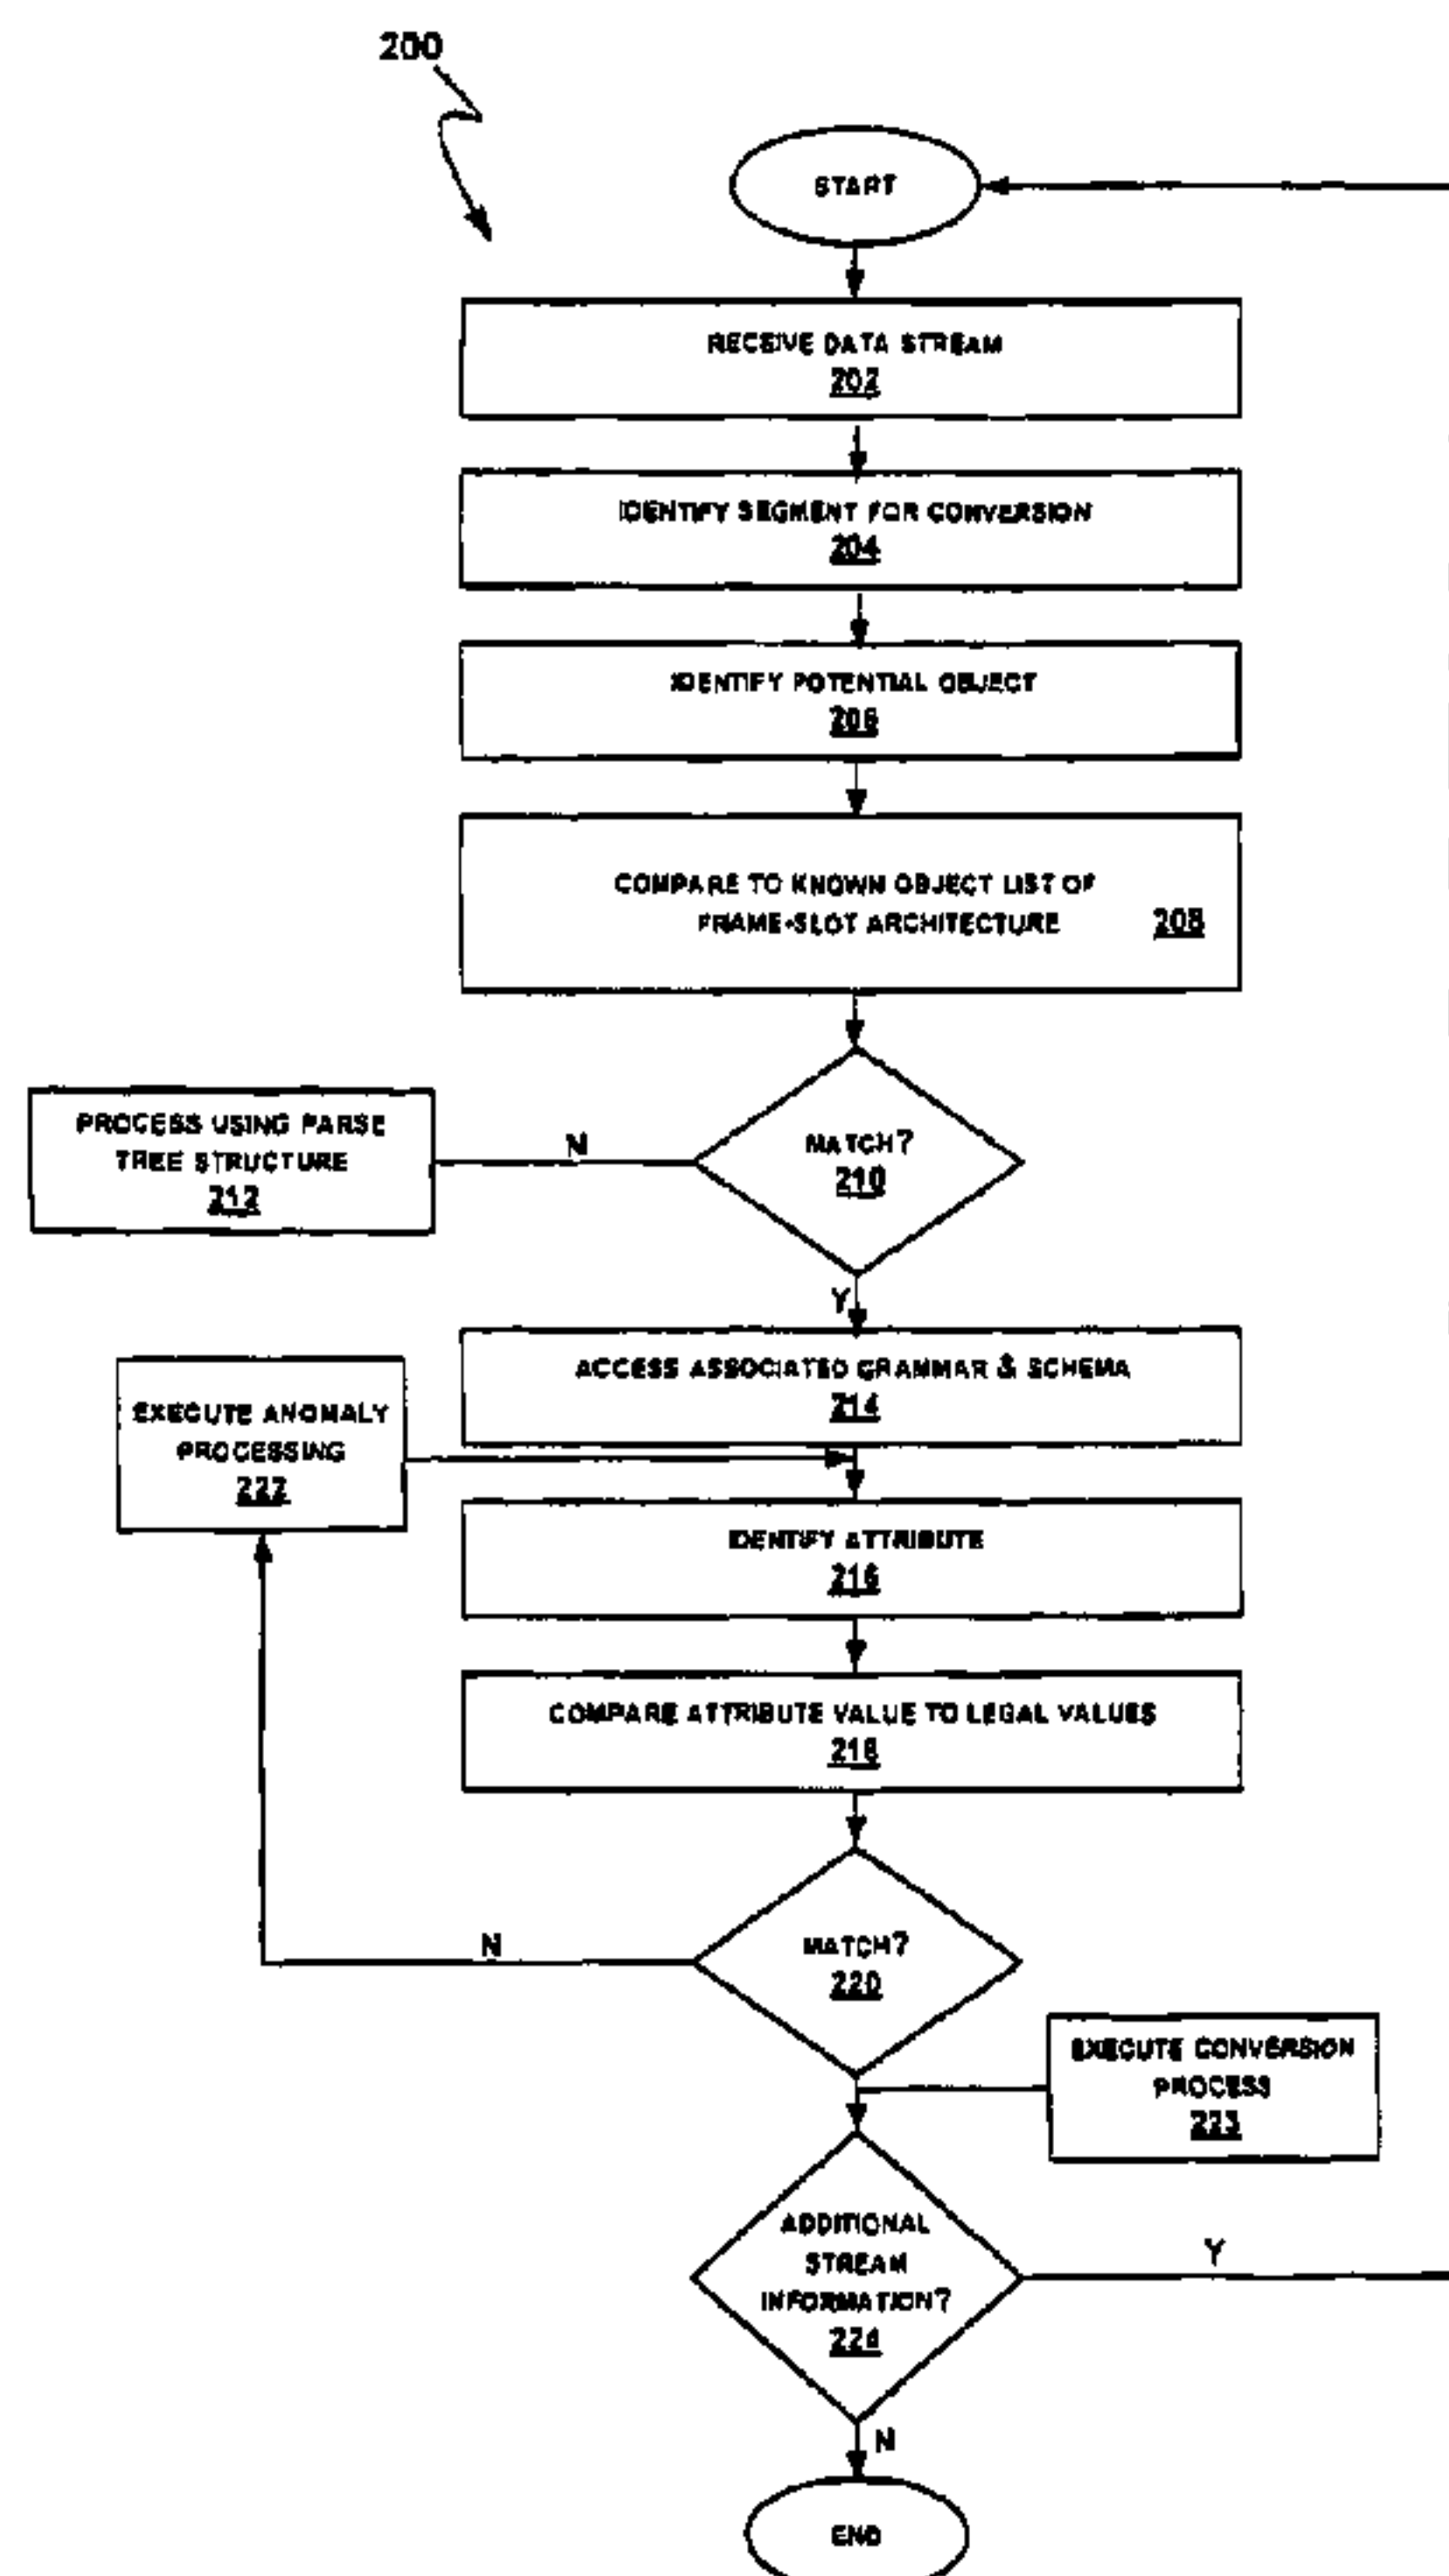 200
START
RECEIVE DATA STREAM
202
IDENTIFY SEGMENT FOR CONVERSION
204
IDENTIFY POTENTIAL OBJECT
206
COMPARE TO KNOWN OBJECT LIST OF
FRAME-SLOT ARCHITECTURE
208
PROCESS USING PARSE
TREE STRUCTURE
212
N
MATCH?
210
Y
ACCESS ASSOCIATED GRAMMAR & SCHEMA
214
EXECUTE ANOMALY
PROCESSING
222
IDENTIFY ATTRIBUTE
216
COMPARE ATTRIBUTE VALUE TO LEGAL VALUES
218
N
MATCH?
220
EXECUTE CONVERSION
PROCESS
223
ADDITIONAL
STREAM
INFORMATION?
224
Y
N
END